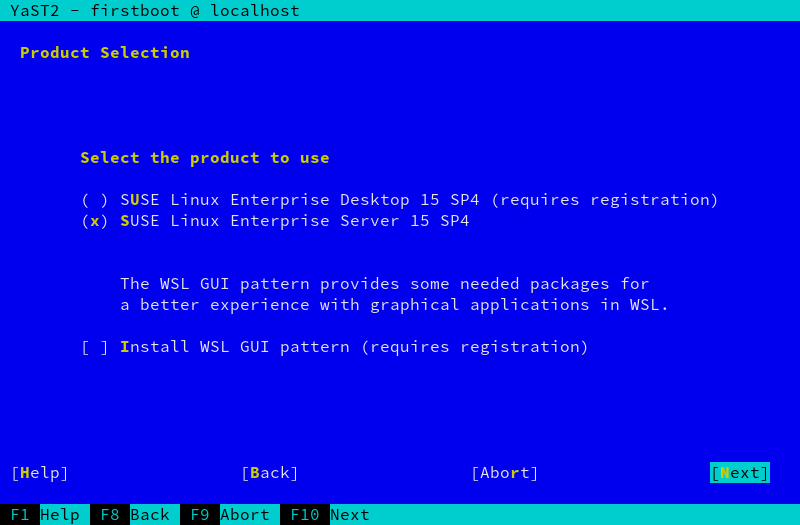 YaST2 - firstboot @ localhost
Product Selection
Select the product to use
( ) SUSE Linux Enterprise Desktop 15 SP4 (requires registration)
(x) SUSE Linux Enterprise Server 15 SP4
The WSL GUI pattern provides some needed packages for
a better experience with graphical applications in WSL.
[ ] Install WSL GUI pattern (requires registration)
[Help] [Back] [Abort] [Next]
F1 Help F8 Back F9 Abort F10 Next